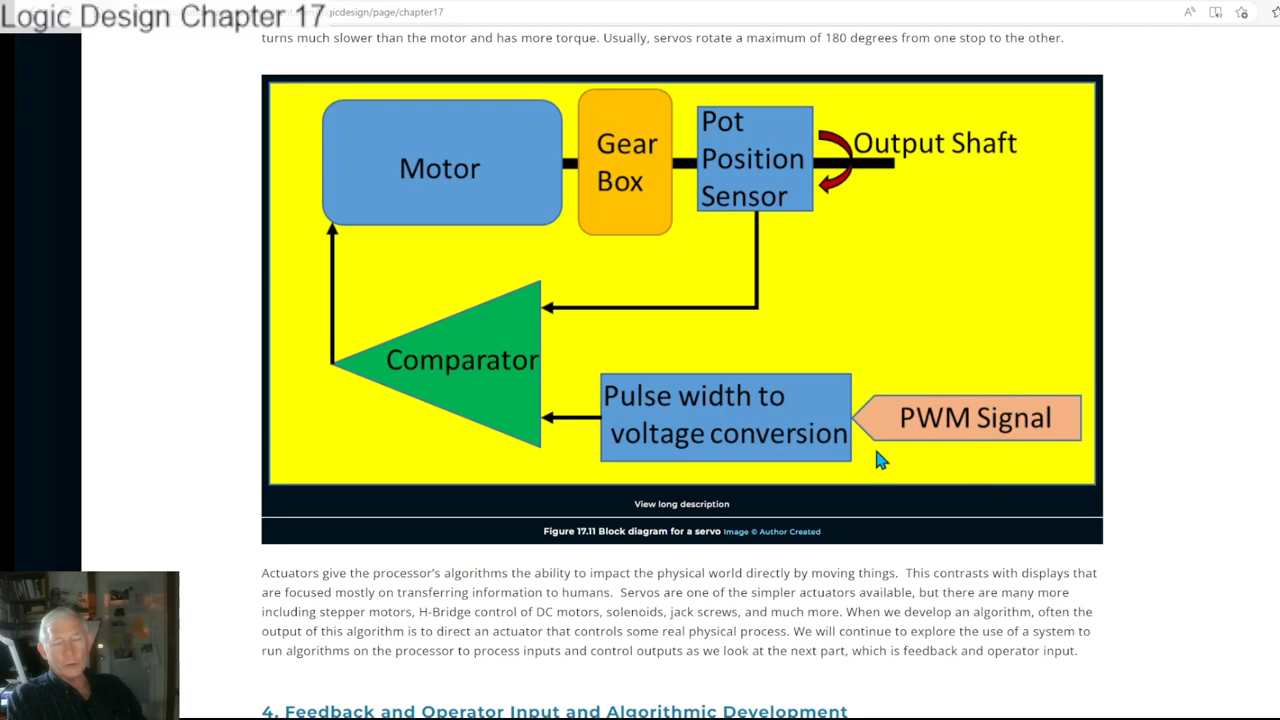 Logic Design Chapter 17
gicdesign/page/chapter17
turns much slower than the motor and has more torque. Usually, servos rotate a maximum of 180 degrees from one stop to the other.
Motor
Gear
Box
Pot
Position
Sensor
Output Shaft
Comparator
Pulse width to
voltage conversion
PWM Signal
View long description
Figure 17.11 Block diagram for a servo Image © Author Created
Actuators give the processor's algorithms the ability to impact the physical world directly by moving things. This contrasts with displays that
are focused mostly on transferring information to humans. Servos are one of the simpler actuators available, but there are many more
including stepper motors, H-Bridge control of DC motors, solenoids, jack screws, and much more. When we develop an algorithm, often the
output of this algorithm is to direct an actuator that controls some real physical process. We will continue to explore the use of a system to
run algorithms on the processor to process inputs and control outputs as we look at the next part, which is feedback and operator input.
4. Feedback and Operator Input and Algorithmic Development